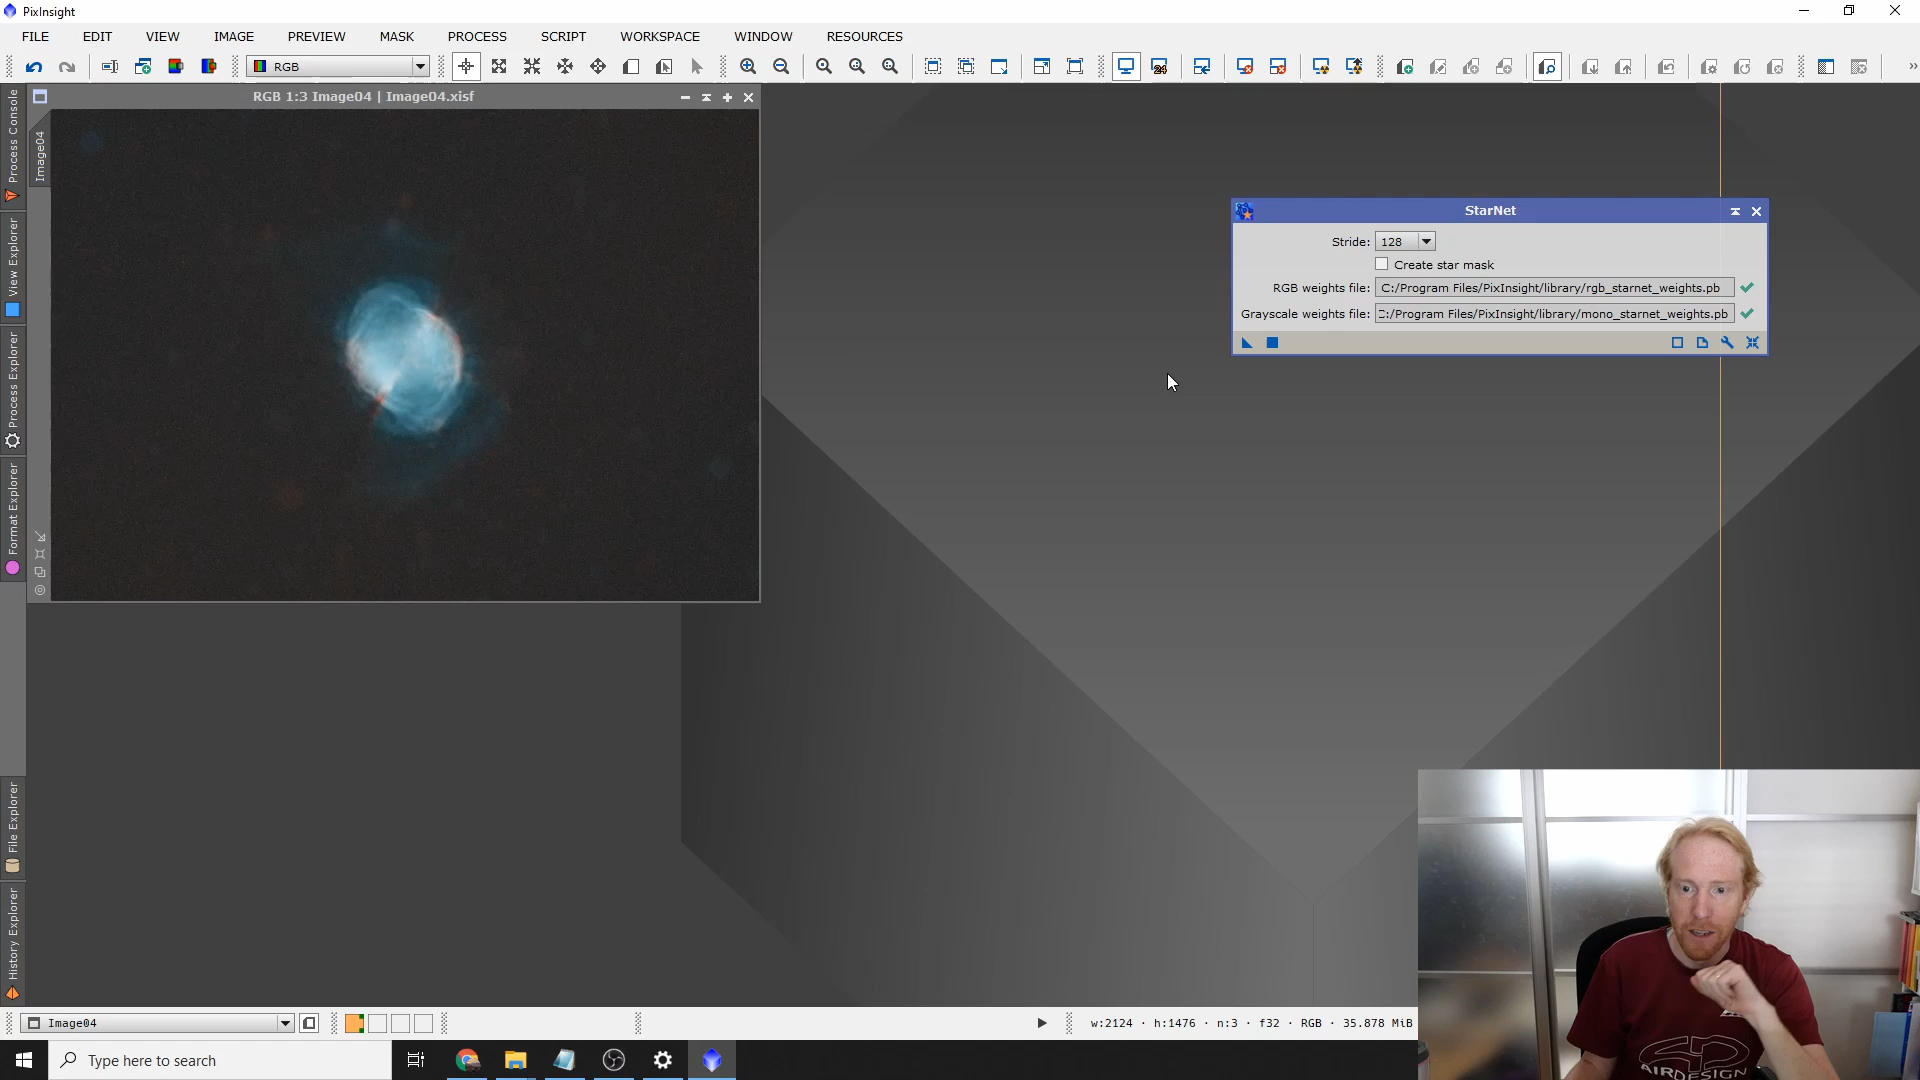 PixInsight
FILE EDIT VIEW IMAGE PREVIEW MASK PROCESS SCRIPT WORKSPACE WINDOW RESOURCES
RGB
24
RGB 1:3 Image04 | Image04.xisf
Image04
Process Console
View Explorer
Process Explorer
Format Explorer
File Explorer
History Explorer
StarNet
Stride: 128
Create star mask
RGB weights file: C:/Program Files/PixInsight/library/rgb_starnet_weights.pb
Grayscale weights file: C:/Program Files/PixInsight/library/mono_starnet_weights.pb
Image04
w:2124 · h:1476 · n:3 · f32 · RGB · 35.878 MiB
Type here to search
AIRDESIGN